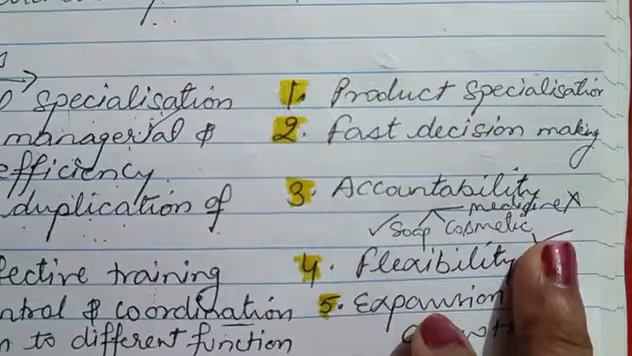 specialisation 1. Product specialisation
managerial & 2. fast decision making
efficiency
3. Accountability
duplication of
medicine X
✓ Soap Cosmetic ✓
fective training 4. flexibility
ntrol & coordination 5. Expansion
n to different function